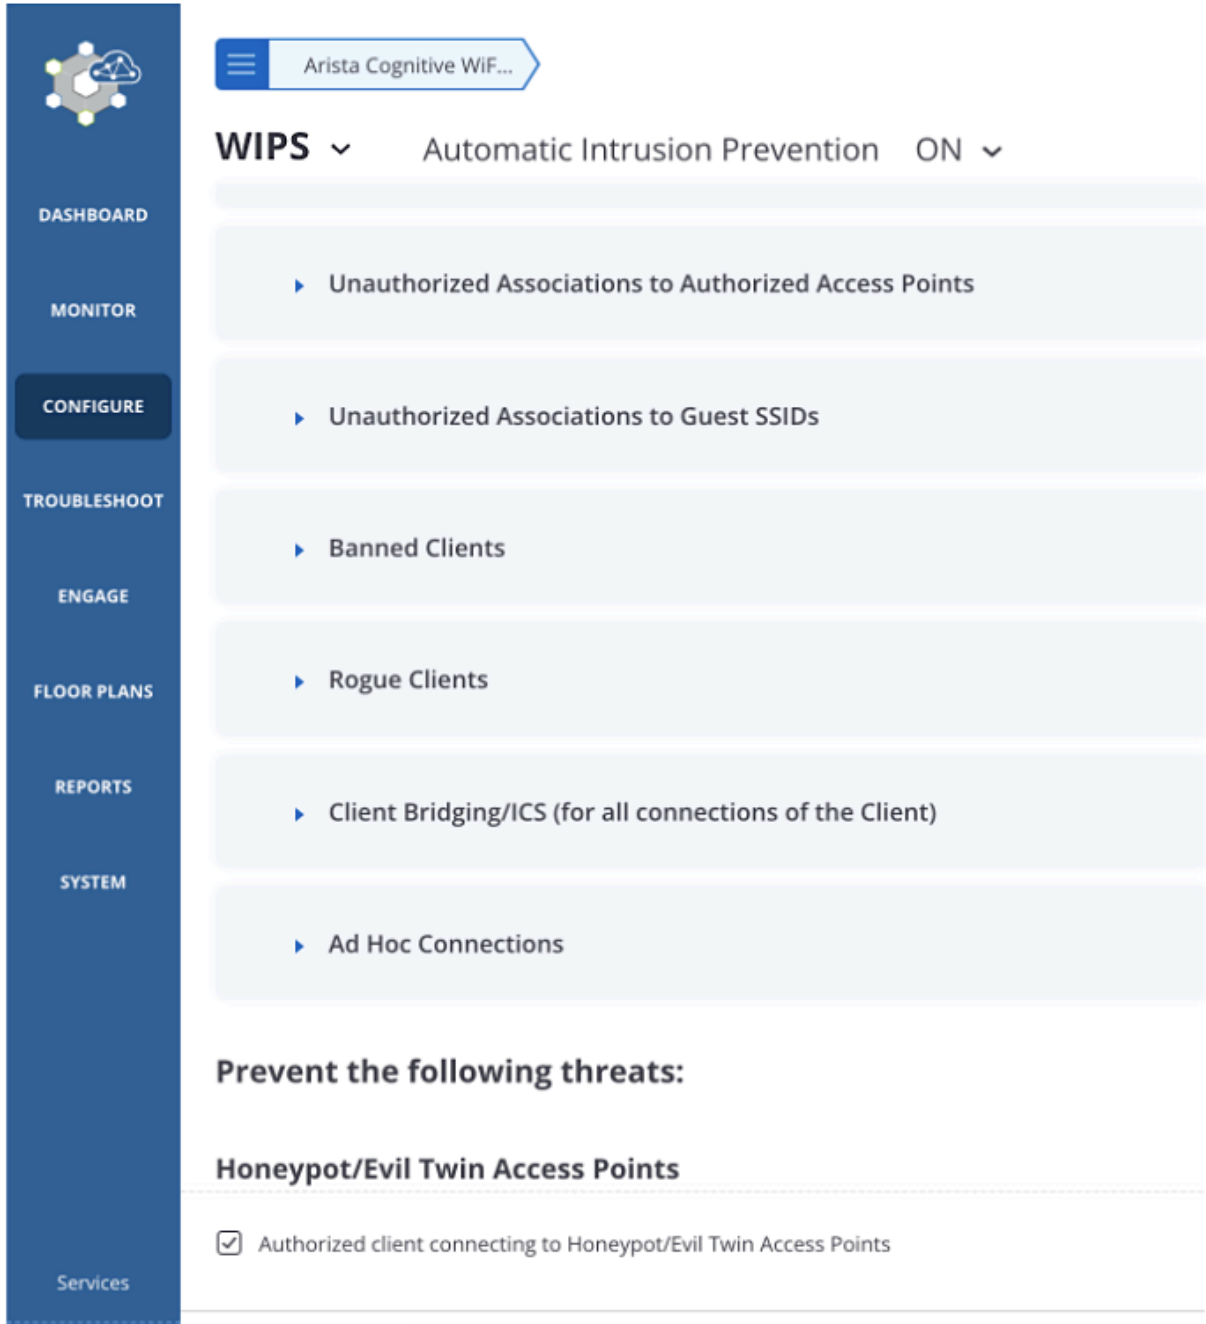 Arista Cognitive WiF...
WIPS
Automatic Intrusion Prevention ON
DASHBOARD
MONITOR
CONFIGURE
TROUBLESHOOT
ENGAGE
FLOOR PLANS
REPORTS
SYSTEM
Services
Unauthorized Associations to Authorized Access Points
Unauthorized Associations to Guest SSIDs
Banned Clients
Rogue Clients
Client Bridging/ICS (for all connections of the Client)
Ad Hoc Connections
Prevent the following threats:
Honeypot/Evil Twin Access Points
Authorized client connecting to Honeypot/Evil Twin Access Points